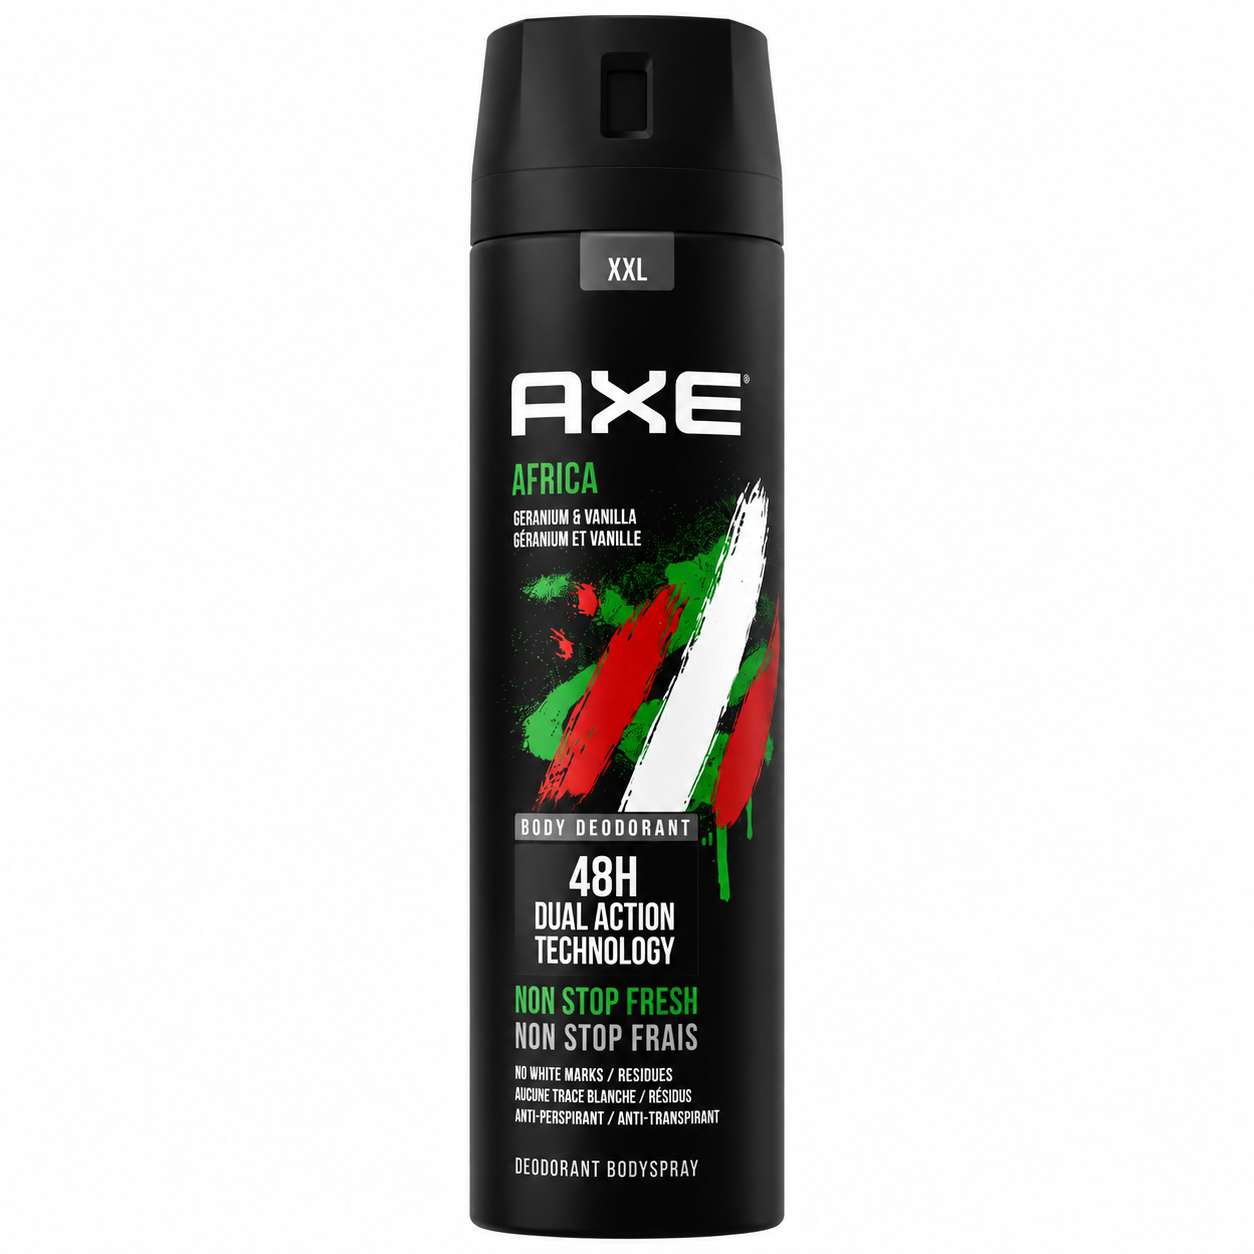 XXL
AXE®
AFRICA
GERANIUM & VANILLA
GÉRANIUM ET VANILLE
BODY DEODORANT
48H
DUAL ACTION
TECHNOLOGY
NON STOP FRESH
NON STOP FRAIS
NO WHITE MARKS / RESIDUES
AUCUNE TRACE BLANCHE / RÉSIDUS
ANTI-PERSPIRANT / ANTI-TRANSPIRANT
DEODORANT BODYSPRAY